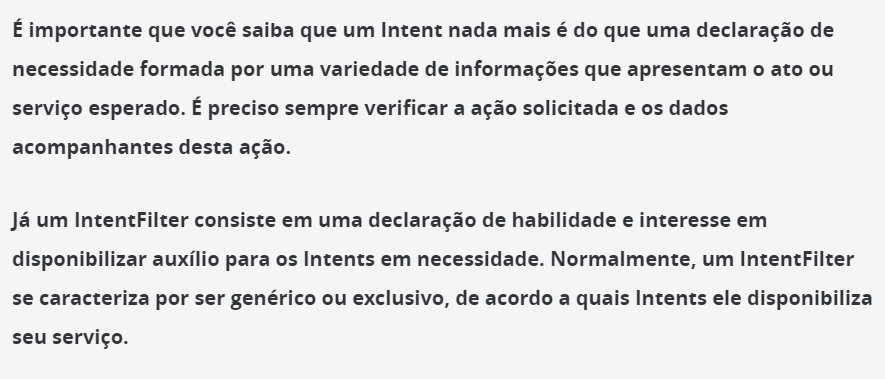 É importante que você saiba que um Intent nada mais é do que uma declaração de
necessidade formada por uma variedade de informações que apresentam o ato ou
serviço esperado. É preciso sempre verificar a ação solicitada e os dados
acompanhantes desta ação.
Já um IntentFilter consiste em uma declaração de habilidade e interesse em
disponibilizar auxílio para os Intents em necessidade. Normalmente, um IntentFilter
se caracteriza por ser genérico ou exclusivo, de acordo a quais Intents ele disponibiliza
seu serviço.